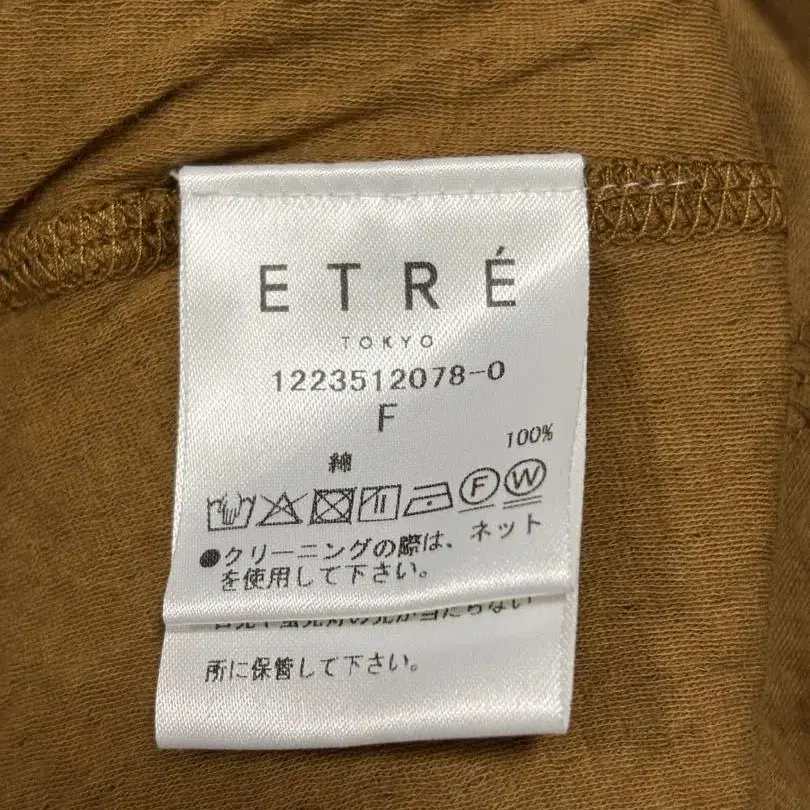 ETRÉ
TOKYO
1223512078-0
F
綿 100%
F W
●クリーニングの際は、ネット
を使用して下さい。
所に保管して下さい。